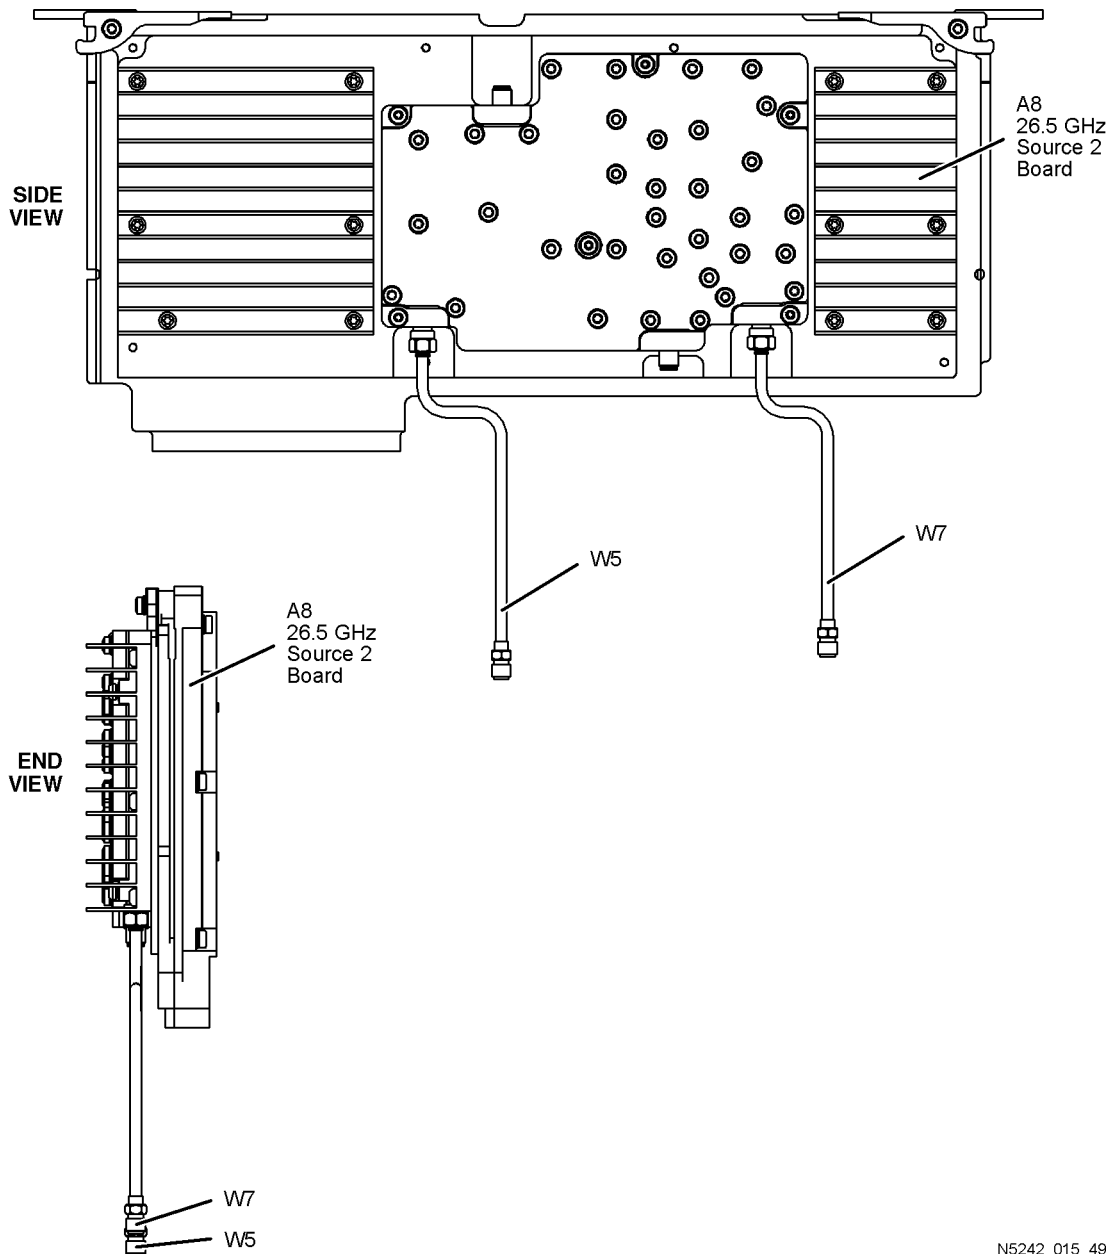 A8
26.5 GHz
Source 2
Board
SIDE
VIEW
W5
W7
A8
26.5 GHz
Source 2
Board
END
VIEW
W7
W5
N5242_015_49